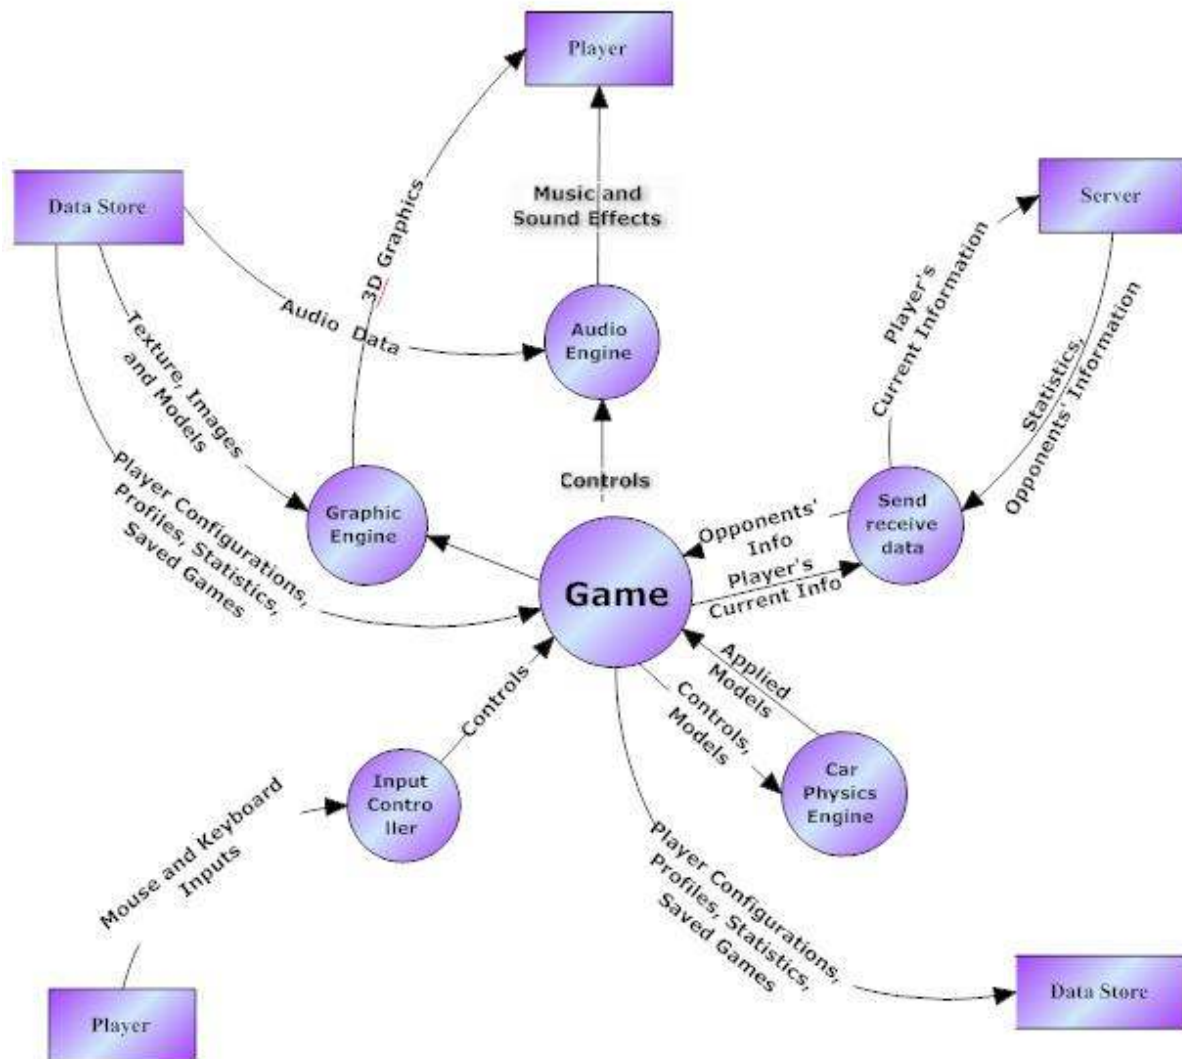 Player
Data Store
Server
3D Graphics
Music and
Sound Effects
Player's
Current Information
Statistics,
Opponents' Information
Audio Data
Audio
Engine
Texture, Images
and Models
Player Configurations,
Profiles, Statistics,
Saved Games
Graphic
Engine
Controls
Send
receive
data
Opponents'
Info
Player's
Current Info
Game
Applied
Models
Controls,
Models
Controls
Input
Contro
ller
Car
Physics
Engine
Mouse and Keyboard
Inputs
Player Configurations,
Profiles, Statistics,
Saved Games
Player
Data Store